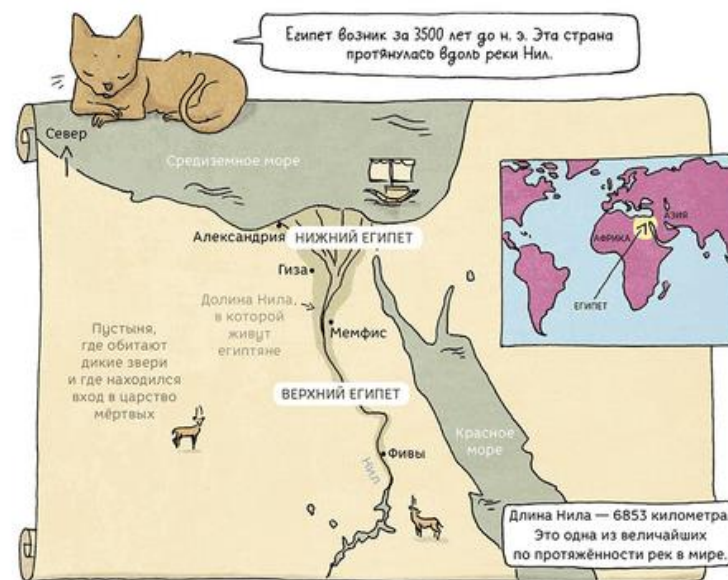 Египет возник за 3500 лет до н. э. Эта страна
протянулась вдоль реки Нил.
Север
Средиземное море
Александрия
НИЖНИЙ ЕГИПЕТ
Гиза
Долина Нила,
в которой
живут
египтяне
Мемфис
Пустыня,
где обитают
дикие звери
и где находился
вход в царство
мёртвых
ВЕРХНИЙ ЕГИПЕТ
Фивы
Нил
Красное
море
АЗИЯ
АФРИКА
ЕГИПЕТ
Длина Нила — 6853 километра.
Это одна из величайших
по протяжённости рек в мире.